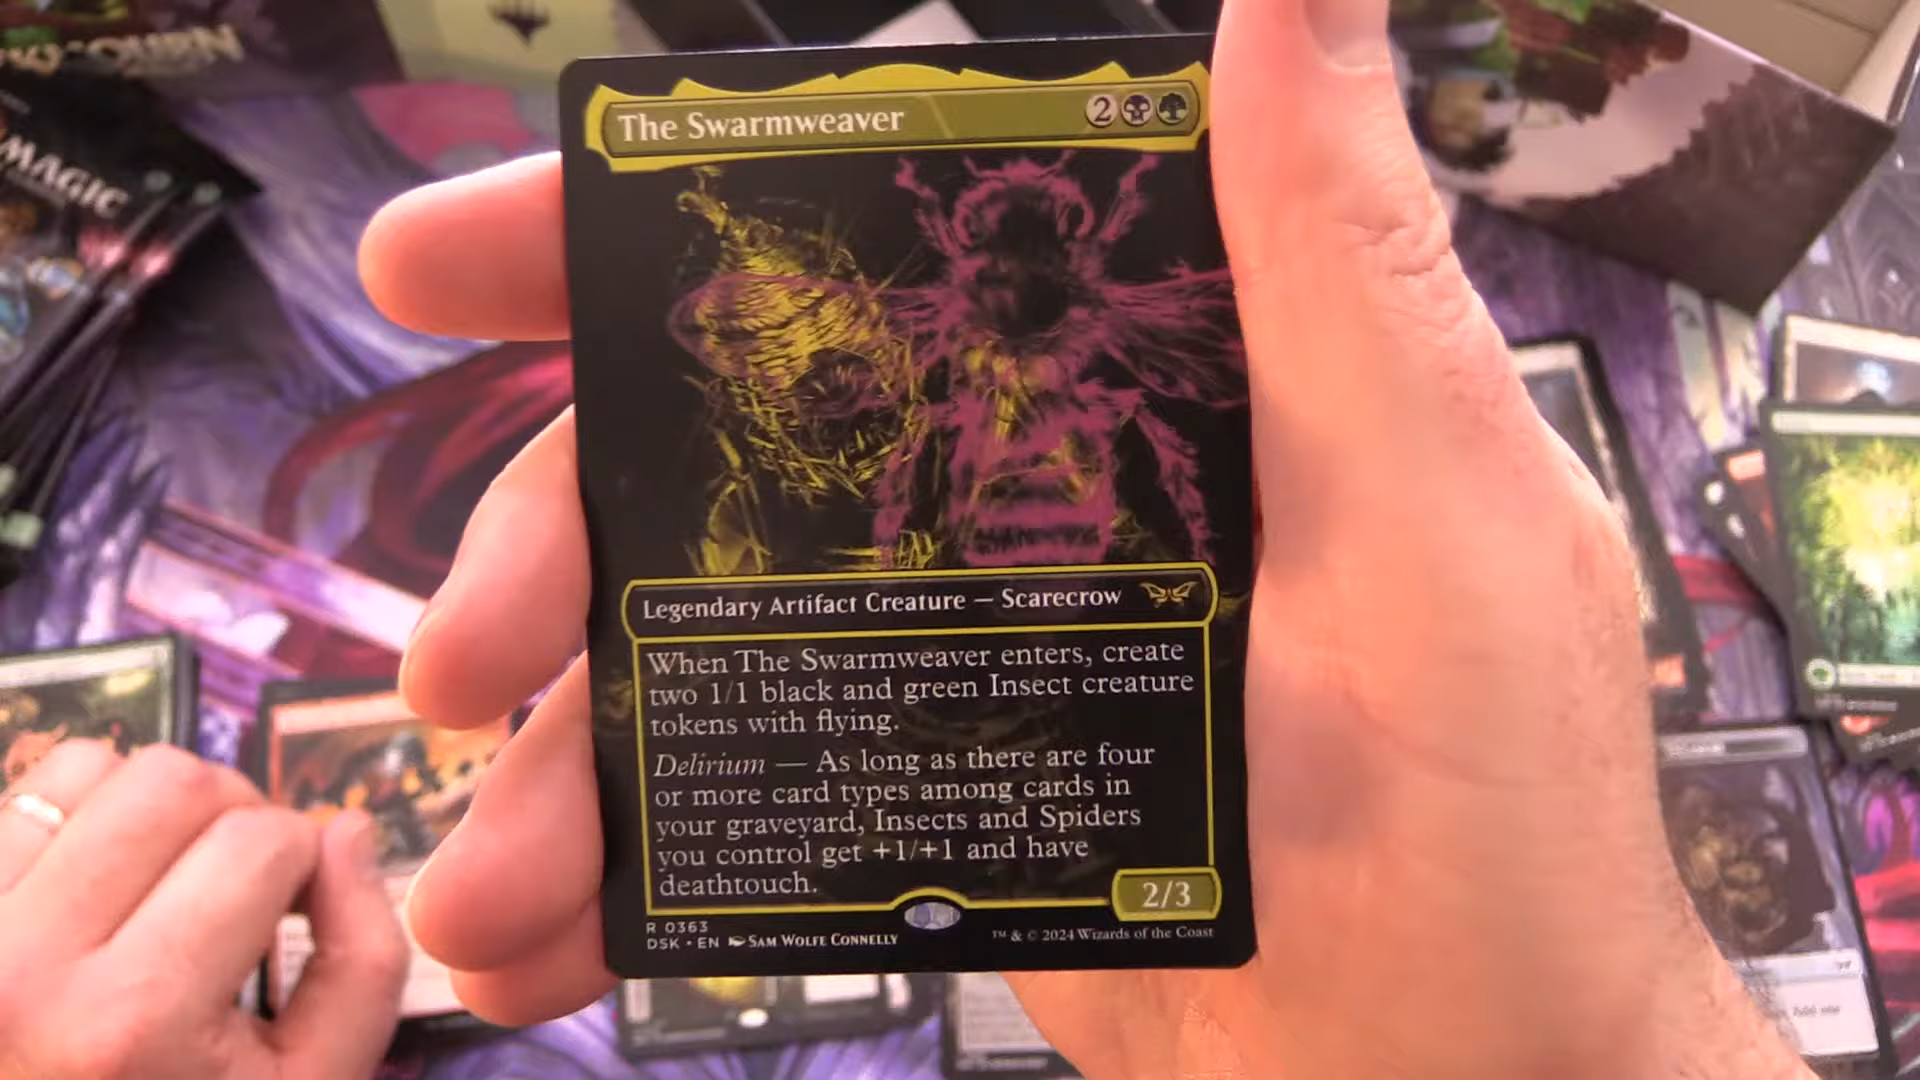 MAGIC
The Swarmweaver 2
Legendary Artifact Creature — Scarecrow
When The Swarmweaver enters, create
two 1/1 black and green Insect creature
tokens with flying.
Delirium — As long as there are four
or more card types among cards in
your graveyard, Insects and Spiders
you control get +1/+1 and have
deathtouch.
2/3
R 0363
DSK • EN SAM WOLFE CONNELLY
™ & © 2024 Wizards of the Coast